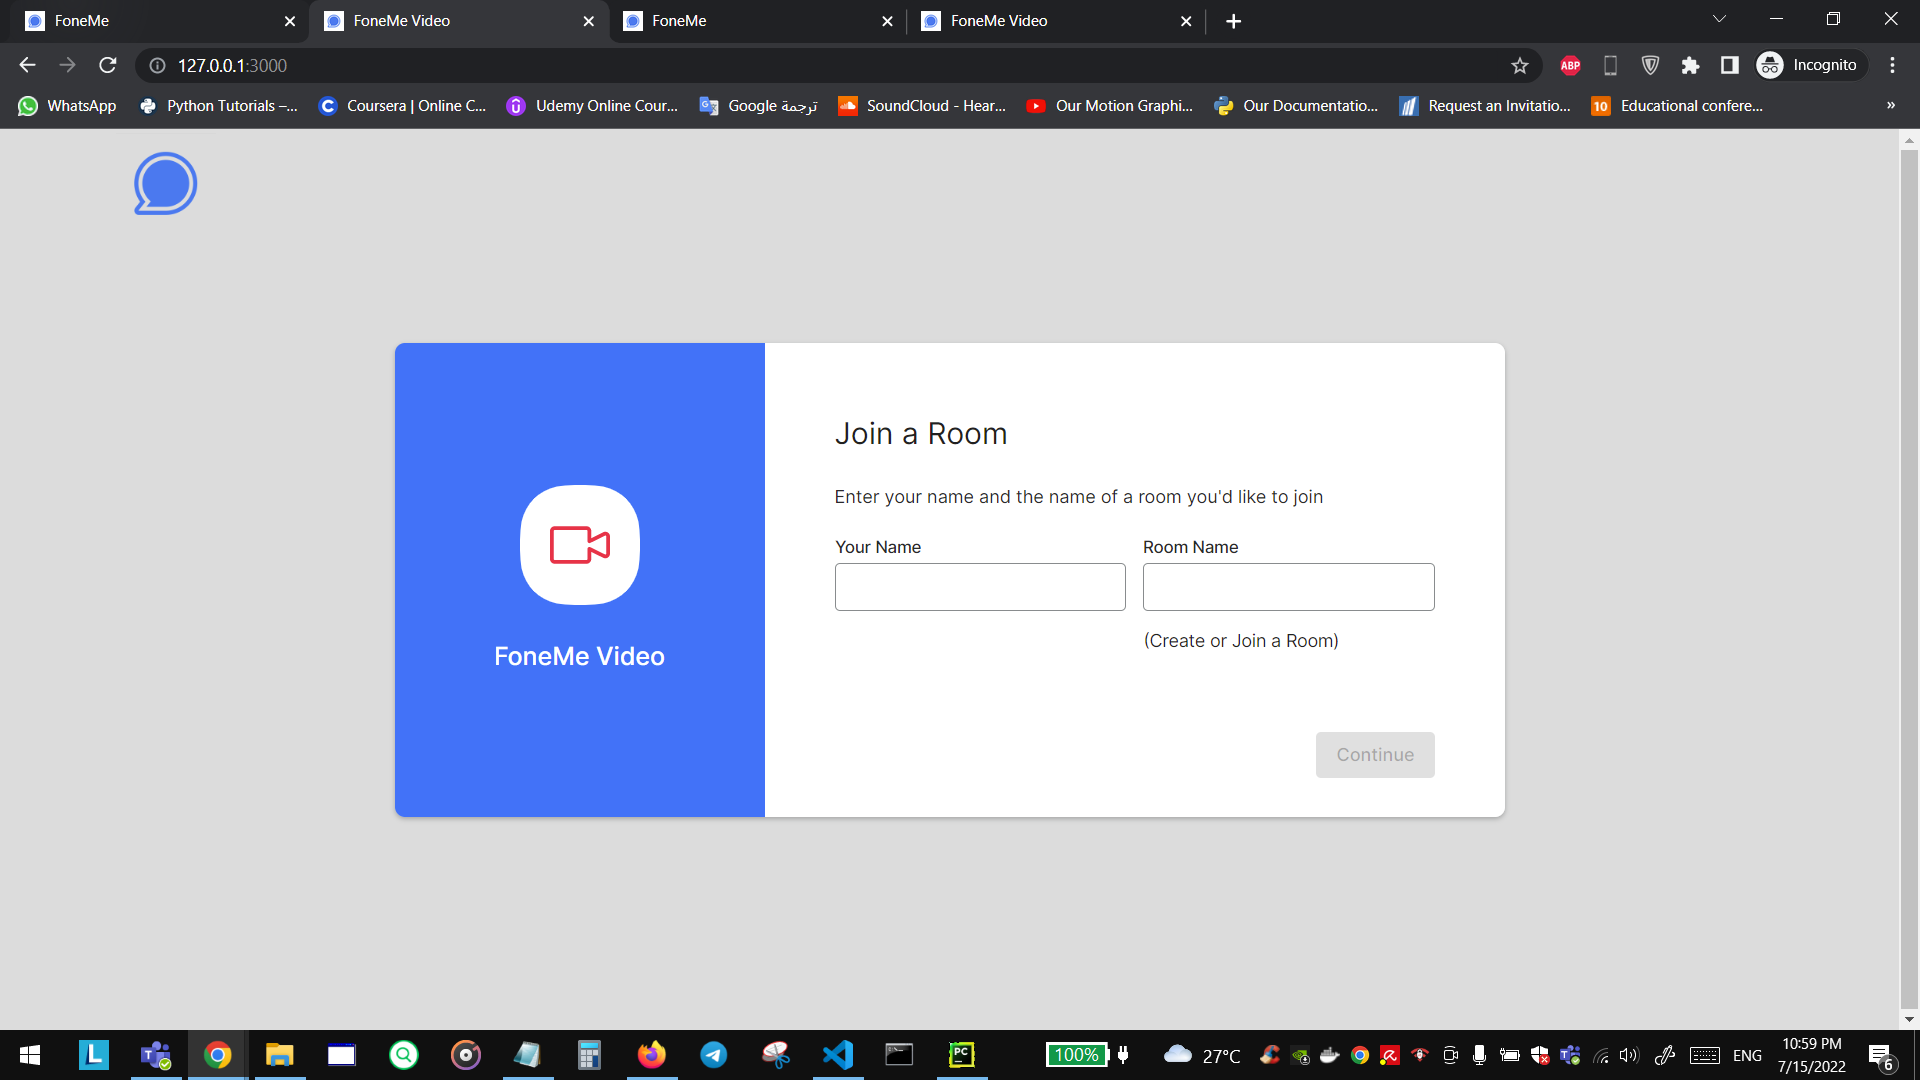 FoneMe
FoneMe Video
FoneMe
FoneMe Video
127.0.0.1:3000
ABP
Incognito
WhatsApp
Python Tutorials –...
Coursera | Online C...
Udemy Online Cour...
Google ترجمة
SoundCloud - Hear...
Our Motion Graphi...
Our Documentatio...
Request an Invitatio...
10
Educational confere...
»
Join a Room
Enter your name and the name of a room you'd like to join
Your Name
Room Name
(Create or Join a Room)
FoneMe Video
Continue
100%
27°C
ENG
10:59 PM
7/15/2022
6